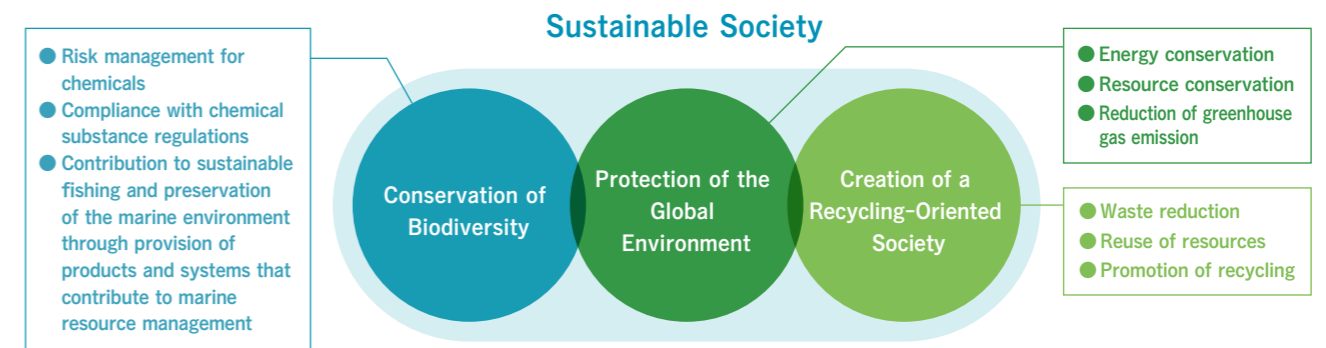 Sustainable Society
● Risk management for
chemicals
● Compliance with chemical
substance regulations
● Contribution to sustainable
fishing and preservation
of the marine environment
through provision of
products and systems that
contribute to marine
resource management
Conservation of
Biodiversity
Protection of the
Global
Environment
Creation of a
Recycling-Oriented
Society
● Energy conservation
● Resource conservation
● Reduction of greenhouse
gas emission
● Waste reduction
● Reuse of resources
● Promotion of recycling